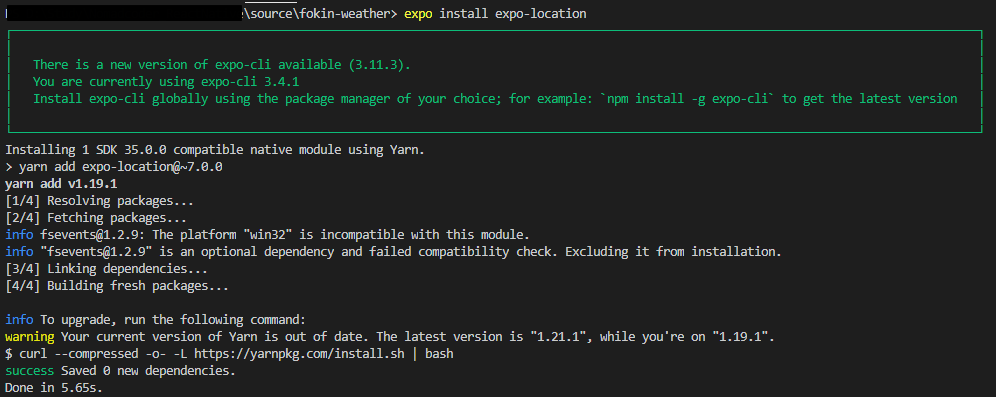 \source\fokin-weather> expo install expo-location
There is a new version of expo-cli available (3.11.3).
You are currently using expo-cli 3.4.1
Install expo-cli globally using the package manager of your choice; for example: `npm install -g expo-cli` to get the latest version
Installing 1 SDK 35.0.0 compatible native module using Yarn.
> yarn add expo-location@~7.0.0
yarn add v1.19.1
[1/4] Resolving packages...
[2/4] Fetching packages...
info fsevents@1.2.9: The platform "win32" is incompatible with this module.
info "fsevents@1.2.9" is an optional dependency and failed compatibility check. Excluding it from installation.
[3/4] Linking dependencies...
[4/4] Building fresh packages...
info To upgrade, run the following command:
warning Your current version of Yarn is out of date. The latest version is "1.21.1", while you're on "1.19.1".
$ curl --compressed -o- -L https://yarnpkg.com/install.sh | bash
success Saved 0 new dependencies.
Done in 5.65s.